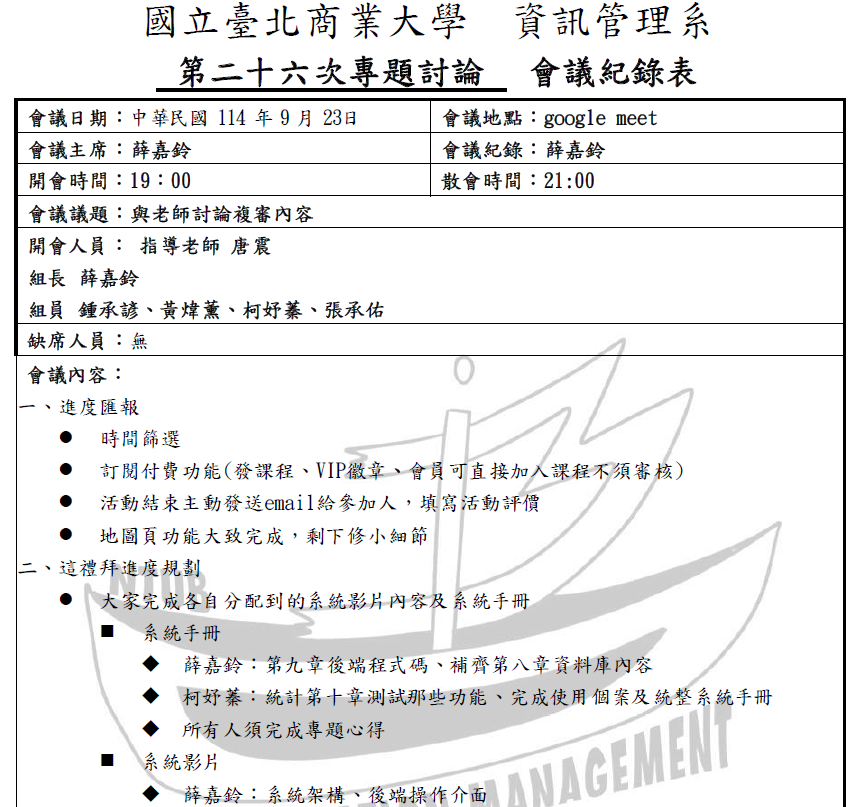 國立臺北商業大學　資訊管理系
第二十六次專題討論　會議紀錄表
會議日期：中華民國 114 年 9 月 23日　會議地點：google meet
會議主席：薛嘉鈴　會議紀錄：薛嘉鈴
開會時間：19：00　散會時間：21:00
會議議題：與老師討論複審內容
開會人員： 指導老師 唐震
組長 薛嘉鈴
組員 鍾承諺、黃煒薰、柯妤蓁、張承佑
缺席人員：無
會議內容：
一、進度匯報
● 時間篩選
● 訂閱付費功能(發課程、VIP徽章、會員可直接加入課程不須審核)
● 活動結束主動發送email給參加人，填寫活動評價
● 地圖頁功能大致完成，剩下修小細節
二、這禮拜進度規劃
● 大家完成各自分配到的系統影片內容及系統手冊
■ 系統手冊
◆ 薛嘉鈴：第九章後端程式碼、補齊第八章資料庫內容
◆ 柯妤蓁：統計第十章測試那些功能、完成使用個案及統整系統手冊
◆ 所有人須完成專題心得
■ 系統影片
◆ 薛嘉鈴：系統架構、後端操作介面
NTUB
MANAGEMENT